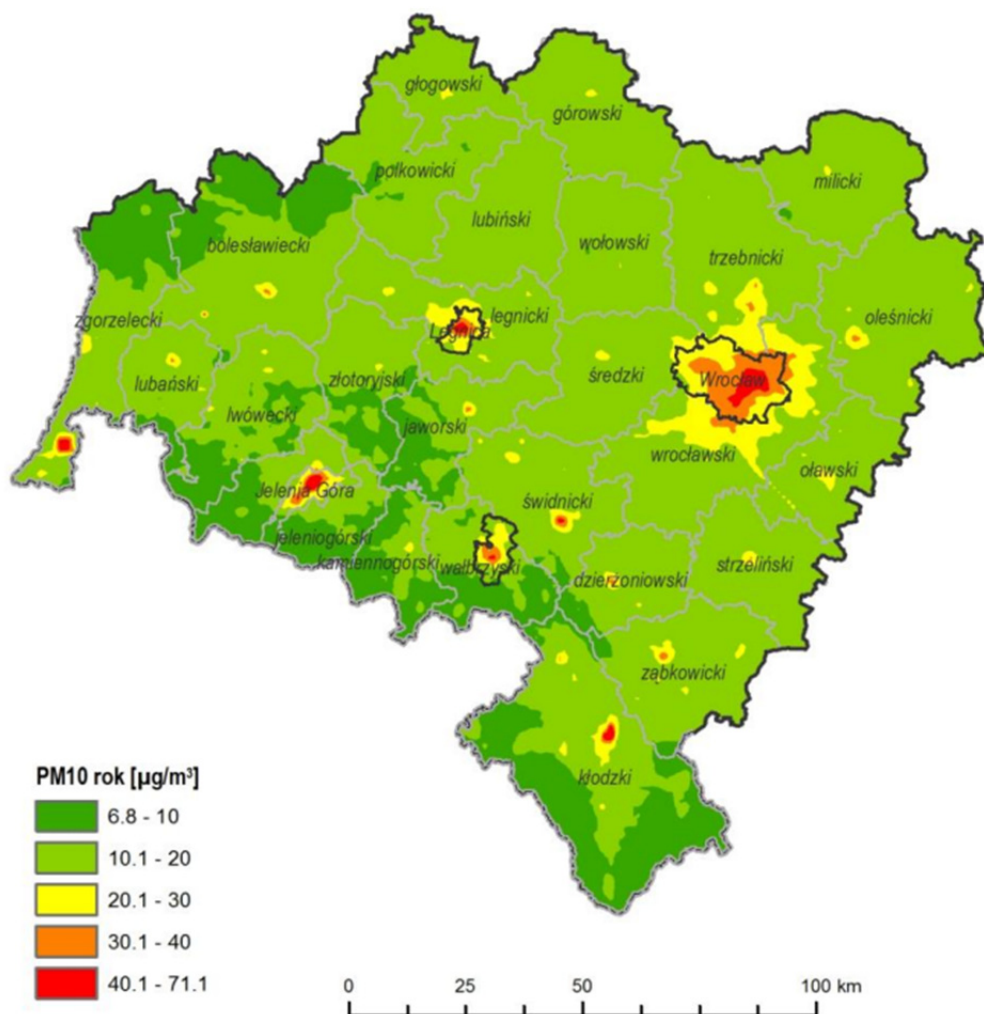 głogowski
górowski
polkowicki
milicki
lubiński
bolesławiecki
wołowski
trzebnicki
zgorzelecki
legnicki
oleśnicki
Legnica
lubański
złotoryjski
średzki
Wrocław
lwówecki
jaworski
wrocławski
oławski
Jelenia Góra
świdnicki
jeleniogórski
kamiennogórski
wałbrzyski
dzierżoniowski
strzeliński
ząbkowicki
kłodzki
PM10 rok [µg/m³]
6.8 - 10
10.1 - 20
20.1 - 30
30.1 - 40
40.1 - 71.1
0 25 50 100 km